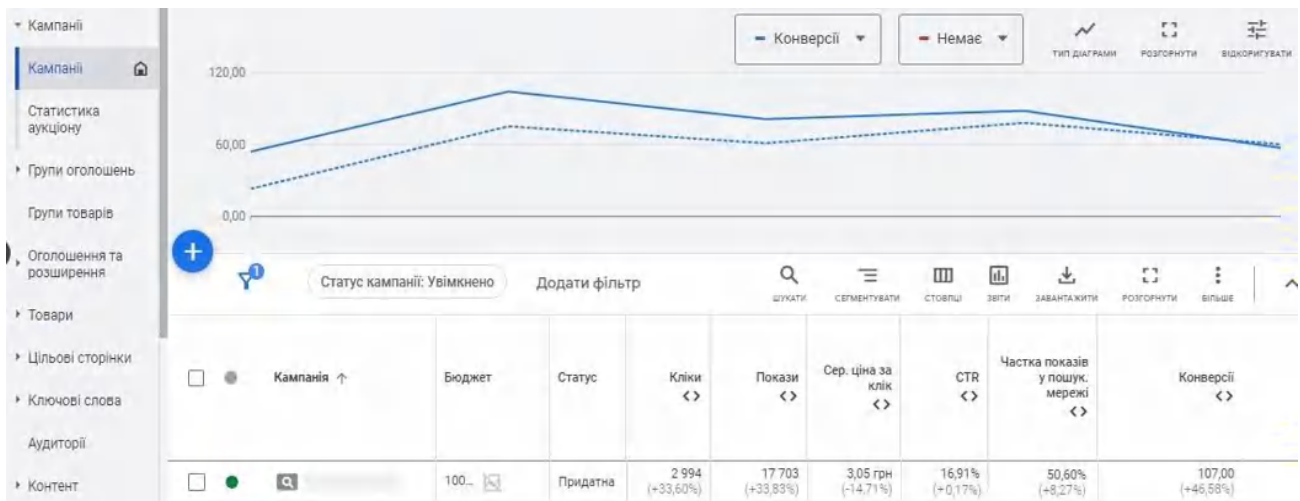 Кампанії
Кампанії
Статистика
аукціону
Групи оголошень
Групи товарів
Оголошення та
розширення
Товари
Цільові сторінки
Ключові слова
Аудиторії
Контент
Конверсії
Немає
ТИП ДІАГРАМИ
РОЗГОРНУТИ
ВІДКОРИГУВАТИ
120,00
60,00
0,00
1
Статус кампанії: Увімкнено
Додати фільтр
ШУКАТИ
СЕГМЕНТУВАТИ
СТОВПЦІ
ЗВІТИ
ЗАВАНТАЖИТИ
РОЗГОРНУТИ
БІЛЬШЕ
Кампанія
Бюджет
Статус
Кліки
Покази
Сер. ціна за
клік
CTR
Частка показів
у пошук.
мережі
Конверсії
100...
Придатна
2 994
(+33,60%)
17 703
(+33,83%)
3,05 грн
(-14,71%)
16,91%
(+0,17%)
50,60%
(+8,27%)
107,00
(+46,58%)